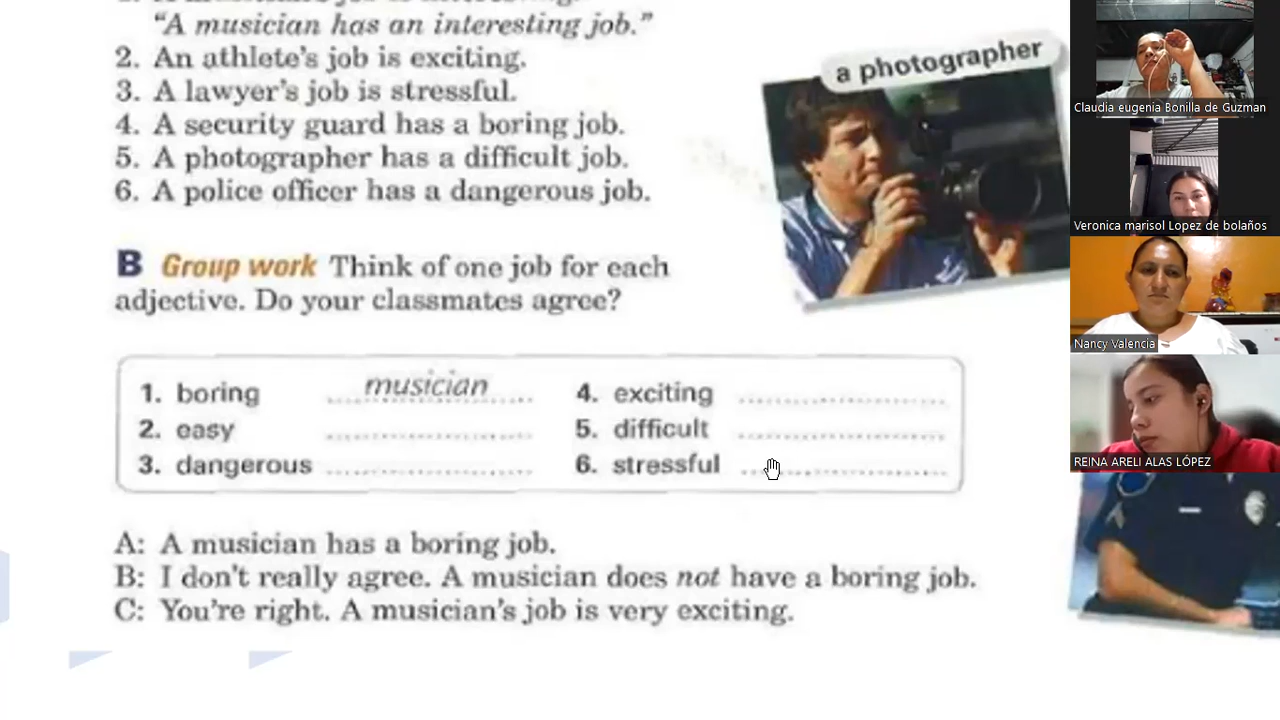 "A musician has an interesting job."
2. An athlete's job is exciting.
3. A lawyer's job is stressful.
4. A security guard has a boring job.
5. A photographer has a difficult job.
6. A police officer has a dangerous job.
a photographer
B Group work Think of one job for each
adjective. Do your classmates agree?
1. boring musician
2. easy
3. dangerous
4. exciting
5. difficult
6. stressful
A: A musician has a boring job.
B: I don't really agree. A musician does not have a boring job.
C: You're right. A musician's job is very exciting.
Claudia eugenia Bonilla de Guzman
Veronica marisol Lopez de bolaños
Nancy Valencia
REINA ARELI ALAS LÓPEZ